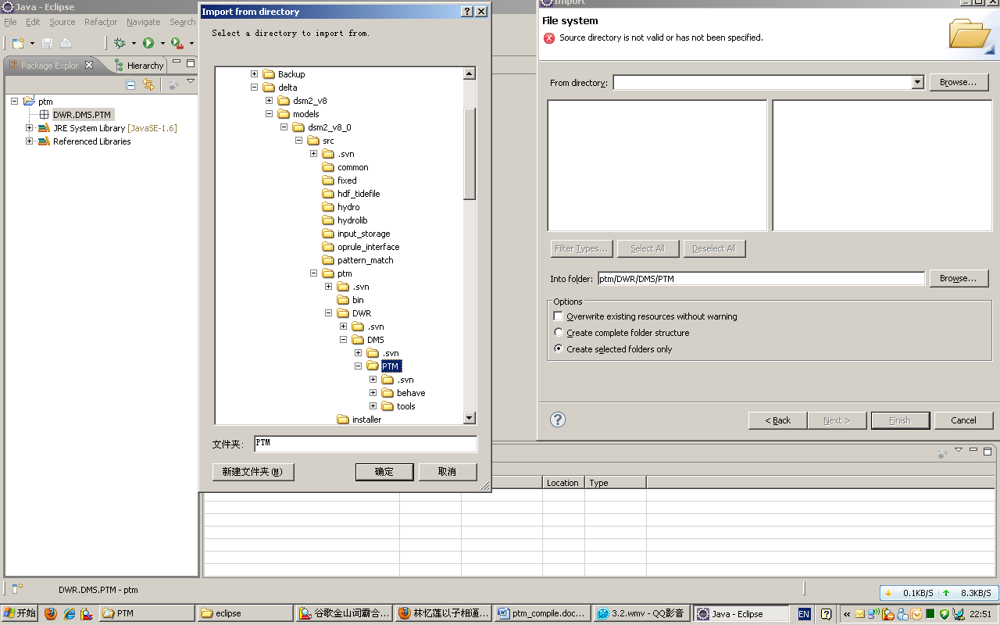 Java - Eclipse
File Edit Source Refactor Navigate Search
Package Explor Hierarchy
ptm
DWR.DMS.PTM
JRE System Library [JavaSE-1.6]
Referenced Libraries
Import from directory
Select a directory to import from.
Backup
delta
dsm2_v8
models
dsm2_v8_0
src
.svn
common
fixed
hdf_tidefile
hydro
hydrolib
input_storage
oprule_interface
pattern_match
ptm
.svn
bin
DWR
.svn
DMS
.svn
PTM
.svn
behave
tools
installer
文件夹: PTM
新建文件夹(M) 确定 取消
Import
File system
Source directory is not valid or has not been specified.
From directory: Browse...
Filter Types... Select All Deselect All
Into folder: ptm/DWR/DMS/PTM Browse...
Options
Overwrite existing resources without warning
Create complete folder structure
Create selected folders only
< Back Next > Finish Cancel
Location Type
DWR.DMS.PTM - ptm
0.1KB/S 8.3KB/S
开始 PTM eclipse 谷歌金山词霸合... 林忆莲以子相逼... ptm_compile.doc... 3.2.wmv - QQ影音 Java - Eclipse EN « 22:51